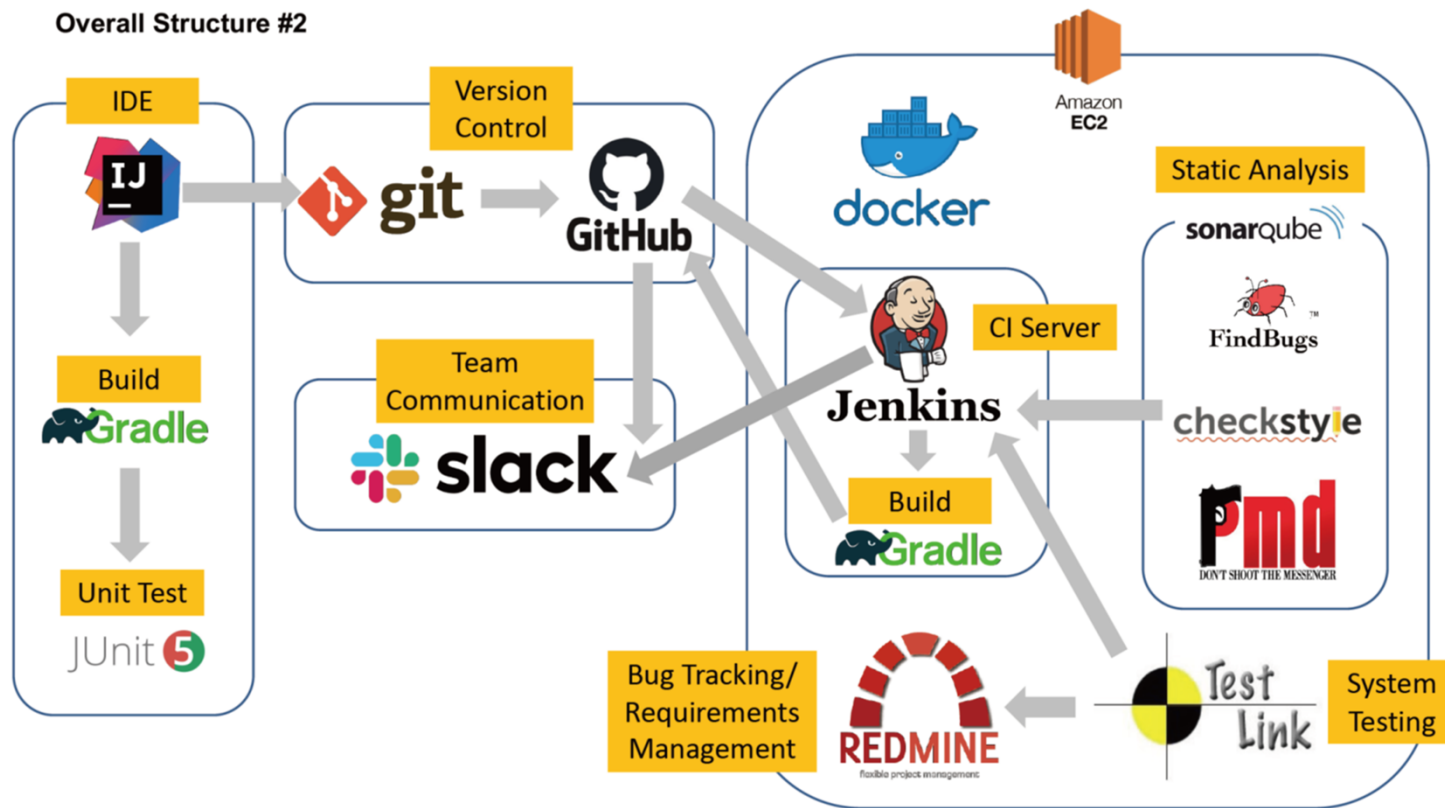 Overall Structure #2
IDE
IJ
Version
Control
git
GitHub
Amazon
EC2
docker
Static Analysis
sonarqube
FindBugs
TM
checkstyle
pmd
DON'T SHOOT THE MESSENGER
CI Server
Jenkins
Build
Gradle
Build
Gradle
Team
Communication
slack
Unit Test
JUnit 5
Bug Tracking/
Requirements
Management
REDMINE
flexible project management
Test
Link
System
Testing